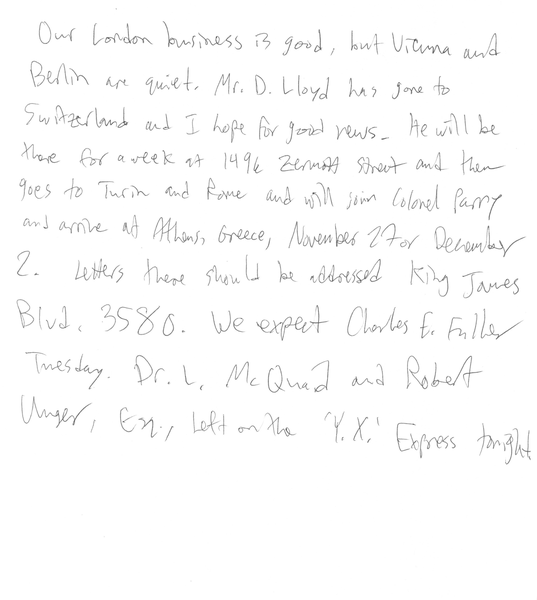 Our London business is good, but Vienna and
Berlin are quiet. Mr. D. Lloyd has gone to
Switzerland and I hope for good news. He will be
there for a week at 1496 Zermott street and then
goes to Turin and Rome and will join Colonel Parry
and arrive at Athens, Greece, November 27 or December
2. Letters there should be addressed King James
Blvd. 3580. We expect Charles E. Fuller
Tuesday. Dr. L. McQuaid and Robert
Unger, Esq., Left on the 'Y.X.' Express tonight